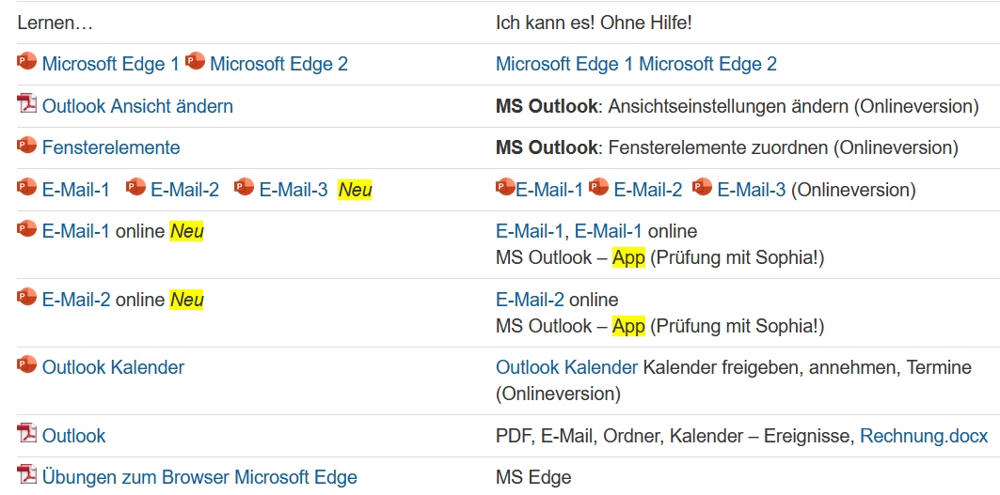 Lernen… Ich kann es! Ohne Hilfe!
Microsoft Edge 1 Microsoft Edge 2 Microsoft Edge 1 Microsoft Edge 2
Outlook Ansicht ändern MS Outlook: Ansichtseinstellungen ändern (Onlineversion)
Fensterelemente MS Outlook: Fensterelemente zuordnen (Onlineversion)
E-Mail-1 E-Mail-2 E-Mail-3 Neu E-Mail-1 E-Mail-2 E-Mail-3 (Onlineversion)
E-Mail-1 online Neu E-Mail-1, E-Mail-1 online
MS Outlook – App (Prüfung mit Sophia!)
E-Mail-2 online Neu E-Mail-2 online
MS Outlook – App (Prüfung mit Sophia!)
Outlook Kalender Outlook Kalender Kalender freigeben, annehmen, Termine
(Onlineversion)
Outlook PDF, E-Mail, Ordner, Kalender – Ereignisse, Rechnung.docx
Übungen zum Browser Microsoft Edge MS Edge